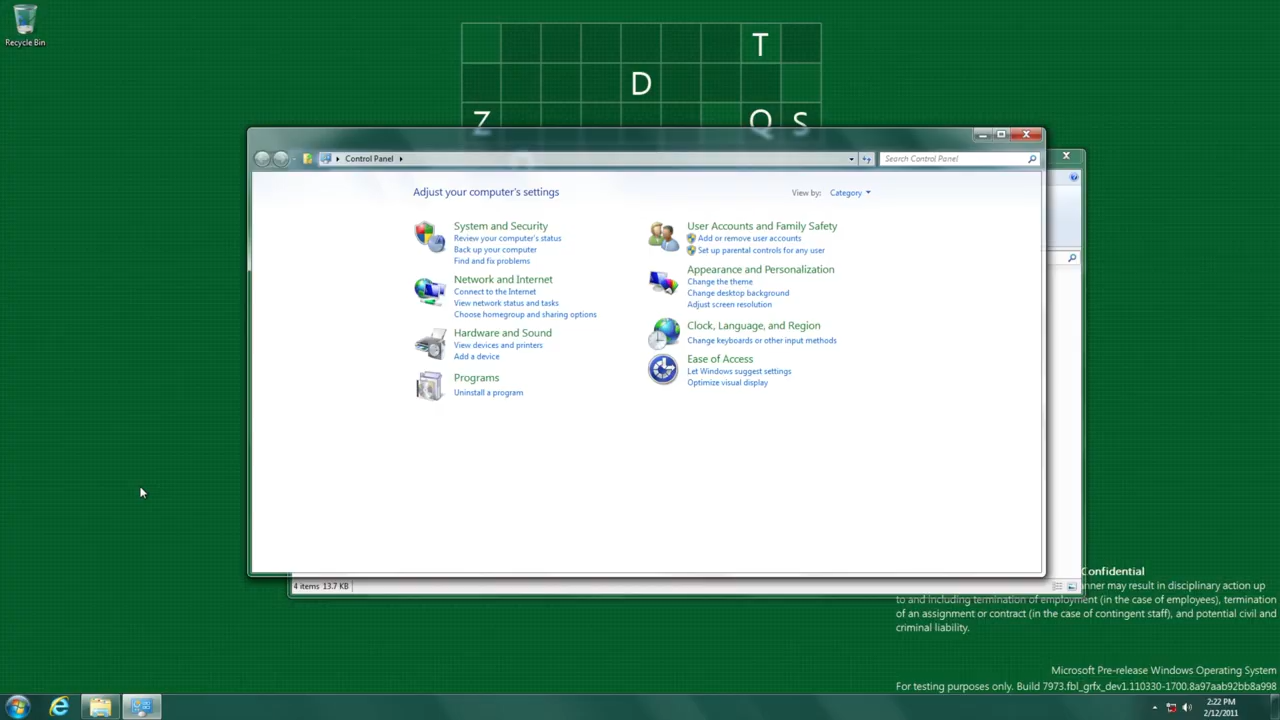 Recycle Bin
T
D
Z Q S
Control Panel
Search Control Panel
Adjust your computer's settings
View by: Category
System and Security
Review your computer's status
Back up your computer
Find and fix problems
Network and Internet
Connect to the Internet
View network status and tasks
Choose homegroup and sharing options
Hardware and Sound
View devices and printers
Add a device
Programs
Uninstall a program
User Accounts and Family Safety
Add or remove user accounts
Set up parental controls for any user
Appearance and Personalization
Change the theme
Change desktop background
Adjust screen resolution
Clock, Language, and Region
Change keyboards or other input methods
Ease of Access
Let Windows suggest settings
Optimize visual display
4 items 13.7 KB
Confidential
may result in disciplinary action up
to and including termination of employment (in the case of employees), termination
of an assignment or contract (in the case of contingent staff), and potential civil and
criminal liability.
Microsoft Pre-release Windows Operating System
For testing purposes only. Build 7973.fbl_grfx_dev1.110330-1700.8a97aab92bb8a998
2:22 PM
2/12/2011